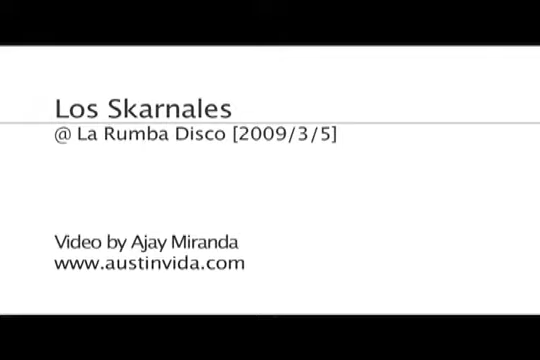 Los Skarnales
@ La Rumba Disco [2009/3/5]
Video by Ajay Miranda
www.austinvida.com